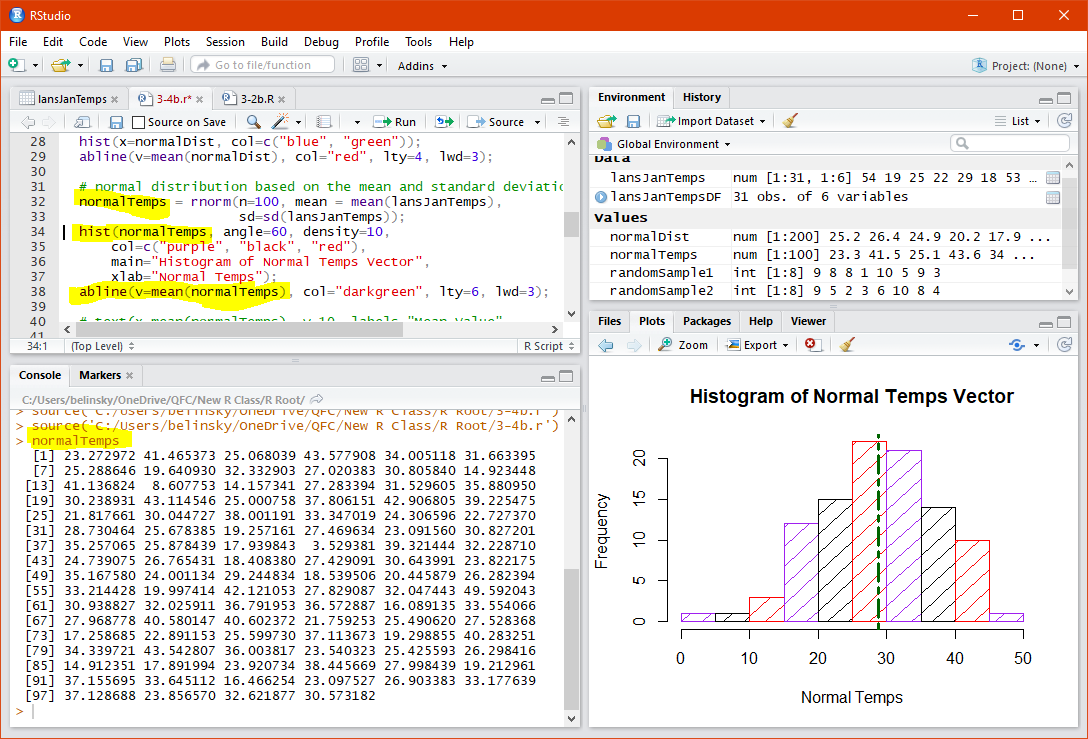 RStudio
File Edit Code View Plots Session Build Debug Profile Tools Help
Go to file/function Addins Project: (None)
lansJanTemps 3-4b.r* 3-2b.R
Source on Save Run Source
28 hist(x=normalDist, col=c("blue", "green"));
29 abline(v=mean(normalDist), col="red", lty=4, lwd=3);
30
31 # normal distribution based on the mean and standard deviatio
32 normalTemps = rnorm(n=100, mean = mean(lansJanTemps),
33 sd=sd(lansJanTemps));
34 hist(normalTemps, angle=60, density=10,
35 col=c("purple", "black", "red"),
36 main="Histogram of Normal Temps Vector",
37 xlab="Normal Temps");
38 abline(v=mean(normalTemps), col="darkgreen", lty=6, lwd=3);
39
40 # text(x=mean(normalTemps), y=10, labels="Mean Value",
41
34:1 (Top Level) R Script
Console Markers
C:/Users/belinsky/OneDrive/QFC/New R Class/R Root/
> source('C:/Users/belinsky/OneDrive/QFC/New R Class/R Root/3-4b.r')
> source('C:/Users/belinsky/OneDrive/QFC/New R Class/R Root/3-4b.r')
> normalTemps
[1] 23.272972 41.465373 25.068039 43.577908 34.005118 31.663395
[7] 25.288646 19.640930 32.332903 27.020383 30.805840 14.923448
[13] 41.136824 8.607753 14.157341 27.283394 31.529605 35.880950
[19] 30.238931 43.114546 25.000758 37.806151 42.906805 39.225475
[25] 21.817661 30.044727 38.001191 33.347019 24.306596 22.727370
[31] 28.730464 25.678385 19.257161 27.469634 23.091560 30.827201
[37] 35.257065 25.878439 17.939843 3.529381 39.321444 32.228710
[43] 24.739075 26.765431 18.408380 27.429091 30.643991 23.822175
[49] 35.167580 24.001134 29.244834 18.539506 20.445879 26.282394
[55] 33.214428 19.997414 42.121053 27.829087 32.047443 49.592043
[61] 30.938827 32.025911 36.791953 36.572887 16.089135 33.554066
[67] 27.968778 40.580147 40.602372 21.759253 25.490620 27.528368
[73] 17.258685 22.891153 25.599730 37.113673 19.298855 40.283251
[79] 34.339721 43.542807 36.003817 23.540323 25.425593 26.298416
[85] 14.912351 17.891994 23.920734 38.445669 27.998439 19.212961
[91] 37.155695 33.645112 16.466254 23.097527 26.903383 33.177639
[97] 37.128688 23.856570 32.621877 30.573182
>
Environment History
Import Dataset List
Global Environment
Data
lansJanTemps num [1:31, 1:6] 54 19 25 22 29 18 53 …
lansJanTempsDF 31 obs. of 6 variables
Values
normalDist num [1:200] 25.2 26.4 24.9 20.2 17.9 ...
normalTemps num [1:100] 23.3 41.5 25.1 43.6 34 ...
randomSample1 int [1:8] 9 8 8 1 10 5 9 3
randomSample2 int [1:8] 9 5 2 3 6 10 8 4
Files Plots Packages Help Viewer
Zoom Export
Histogram of Normal Temps Vector
Frequency
20
15
10
5
0
0 10 20 30 40 50
Normal Temps